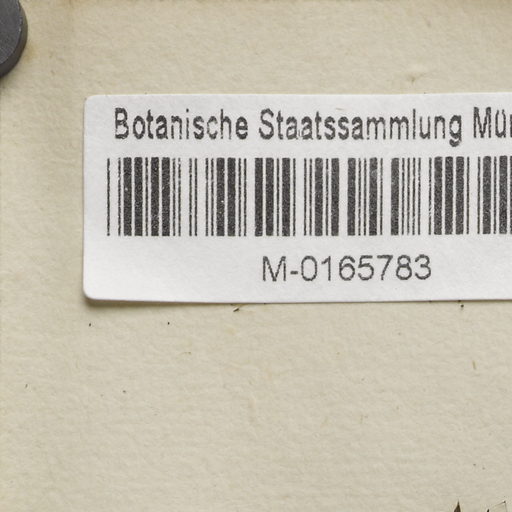 Botanische Staatssammlung Mün
M-0165783